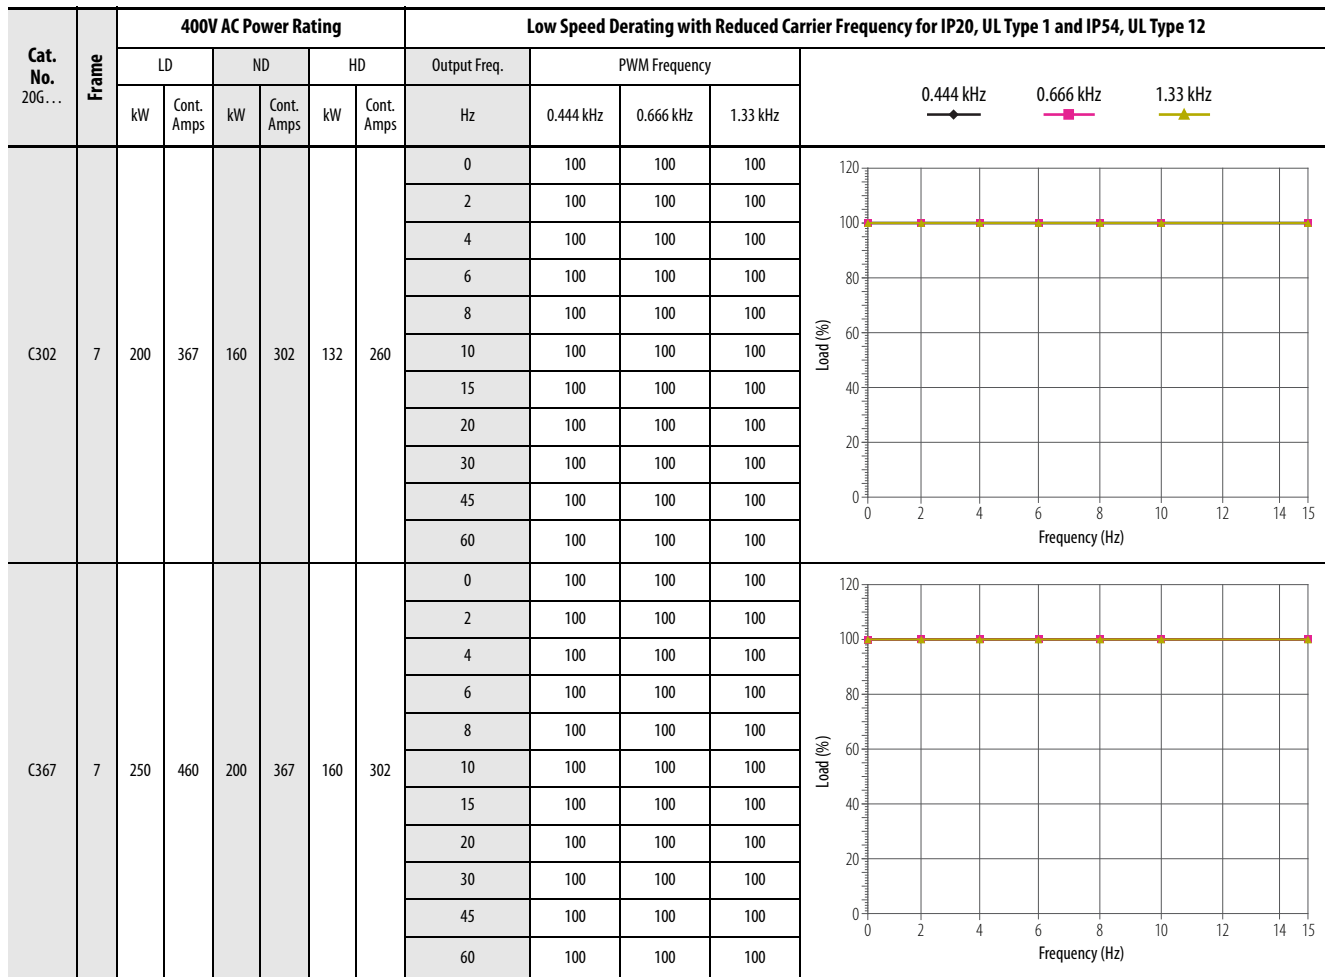 400V AC Power Rating Low Speed Derating with Reduced Carrier Frequency for IP20, UL Type 1 and IP54, UL Type 12
Cat. No. 20G… Frame LD ND HD Output Freq. PWM Frequency
kW Cont. Amps kW Cont. Amps kW Cont. Amps Hz 0.444 kHz 0.666 kHz 1.33 kHz
0.444 kHz 0.666 kHz 1.33 kHz
C302 7 200 367 160 302 132 260
0 100 100 100
2 100 100 100
4 100 100 100
6 100 100 100
8 100 100 100
10 100 100 100
15 100 100 100
20 100 100 100
30 100 100 100
45 100 100 100
60 100 100 100
Load (%)
120
100
80
60
40
20
0
0 2 4 6 8 10 12 14 15
Frequency (Hz)
C367 7 250 460 200 367 160 302
0 100 100 100
2 100 100 100
4 100 100 100
6 100 100 100
8 100 100 100
10 100 100 100
15 100 100 100
20 100 100 100
30 100 100 100
45 100 100 100
60 100 100 100
Load (%)
120
100
80
60
40
20
0
0 2 4 6 8 10 12 14 15
Frequency (Hz)